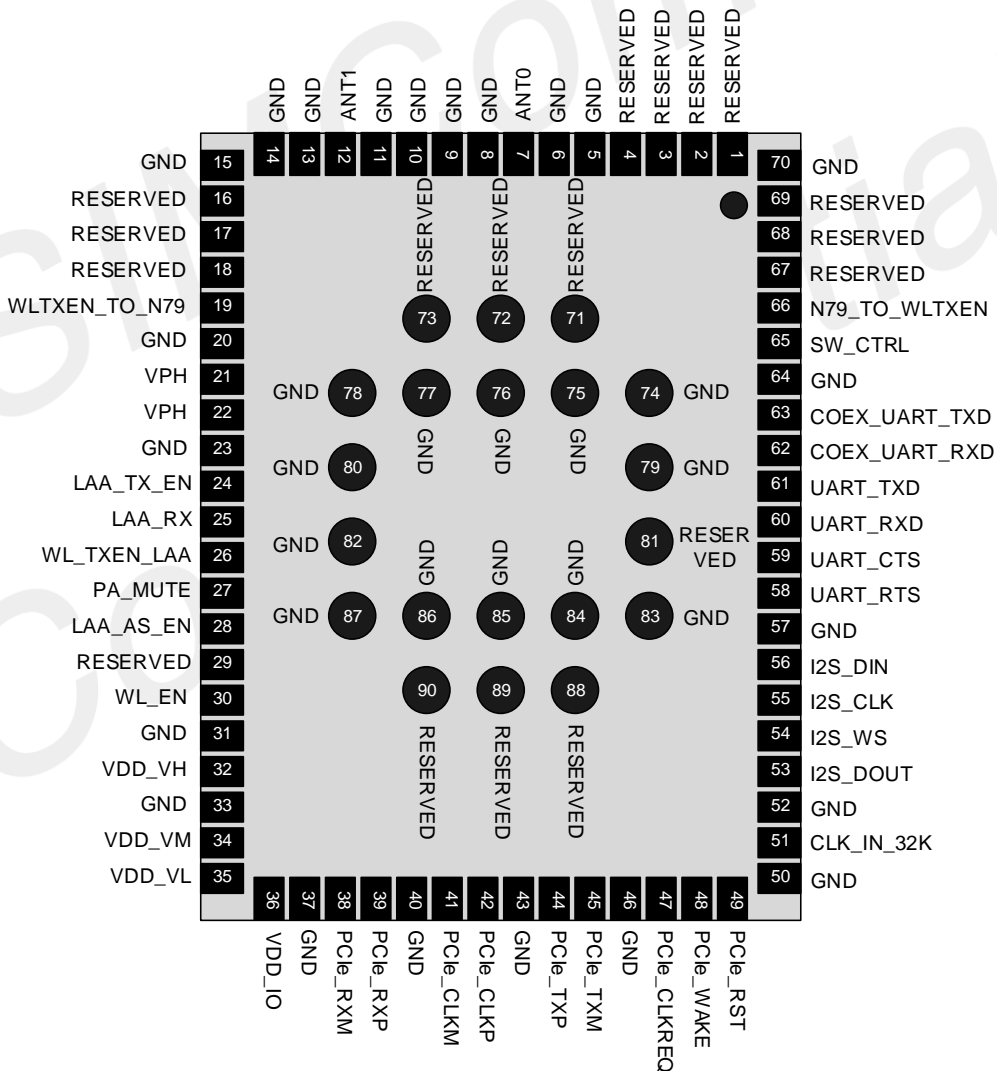 RESERVED
RESERVED
RESERVED
RESERVED
GND
GND
ANT0
GND
GND
GND
GND
ANT1
GND
GND
14 13 12 11 10 9 8 7 6 5 4 3 2 1
GND 15
RESERVED 16
RESERVED 17
RESERVED 18
WLTXEN_TO_N79 19
GND 20
VPH 21
VPH 22
GND 23
LAA_TX_EN 24
LAA_RX 25
WL_TXEN_LAA 26
PA_MUTE 27
LAA_AS_EN 28
RESERVED 29
WL_EN 30
GND 31
VDD_VH 32
GND 33
VDD_VM 34
VDD_VL 35
RESERVED RESERVED RESERVED
73 72 71
GND 78 77 76 75 74 GND
GND GND GND
GND 80 79 GND
GND 82 81 RESER
VED
GND GND GND
GND 87 86 85 84 83 GND
90 89 88
RESERVED RESERVED RESERVED
70 GND
69 RESERVED
68 RESERVED
67 RESERVED
66 N79_TO_WLTXEN
65 SW_CTRL
64 GND
63 COEX_UART_TXD
62 COEX_UART_RXD
61 UART_TXD
60 UART_RXD
59 UART_CTS
58 UART_RTS
57 GND
56 I2S_DIN
55 I2S_CLK
54 I2S_WS
53 I2S_DOUT
52 GND
51 CLK_IN_32K
50 GND
36 37 38 39 40 41 42 43 44 45 46 47 48 49
VDD_IO
GND
PCIe_RXM
PCIe_RXP
GND
PCIe_CLKM
PCIe_CLKP
GND
PCIe_TXP
PCIe_TXM
GND
PCIe_CLKREQ
PCIe_WAKE
PCIe_RST